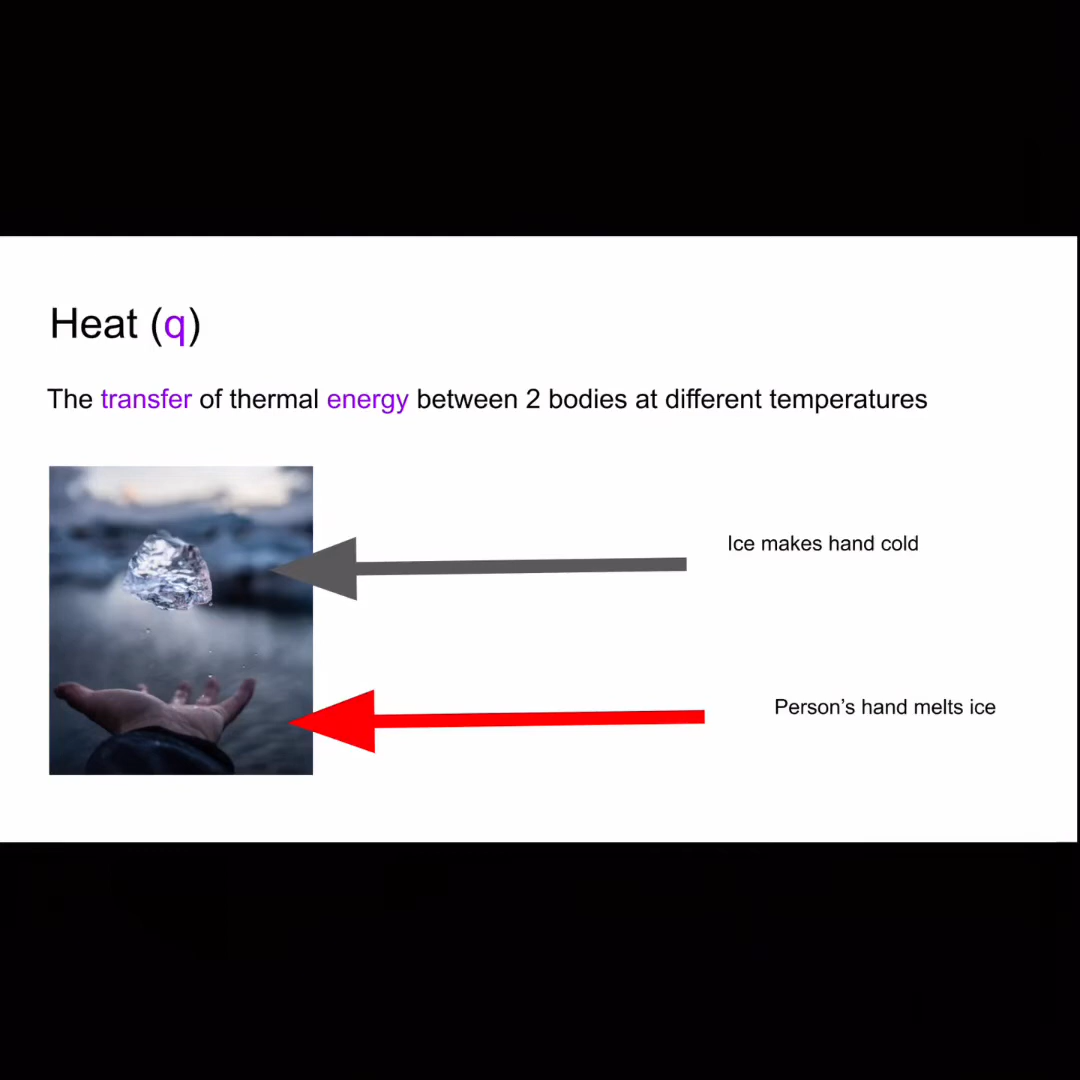 Heat (q)
The transfer of thermal energy between 2 bodies at different temperatures
Ice makes hand cold
Person’s hand melts ice